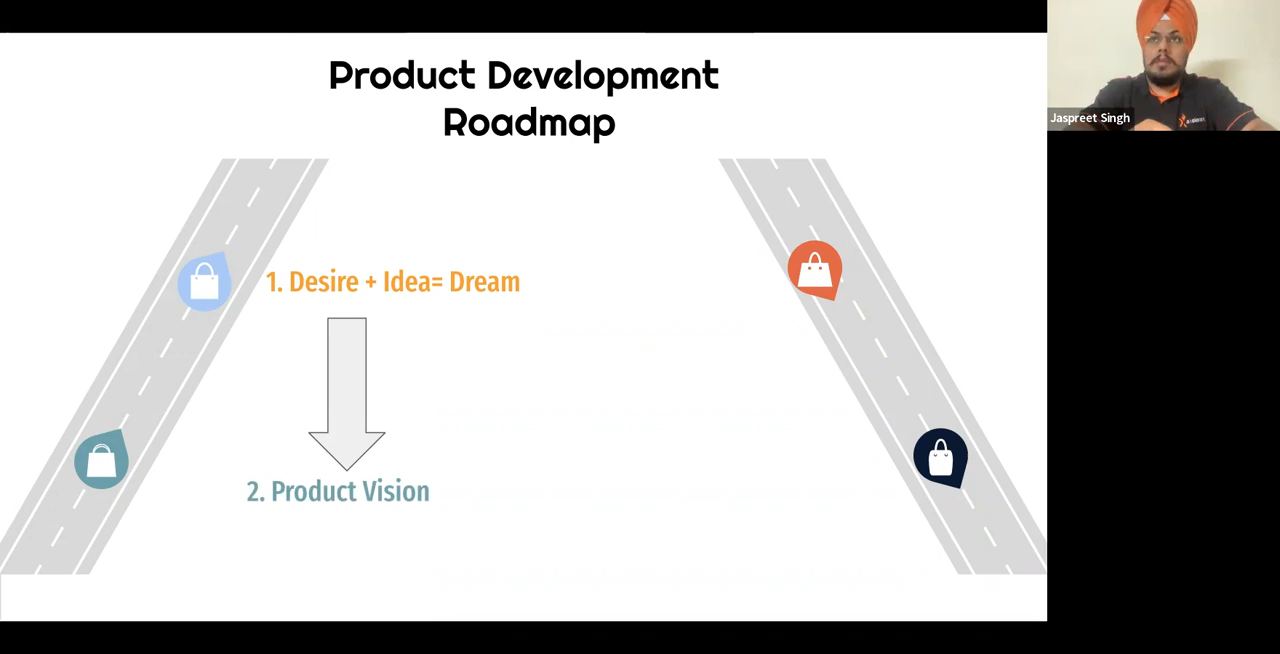 Product Development
Roadmap
1. Desire + Idea= Dream
2. Product Vision
Jaspreet Singh